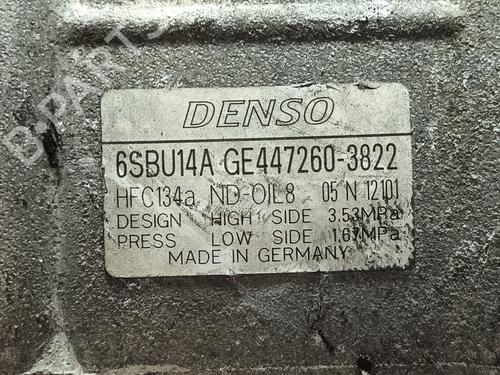 DENSO
6SBU14A GE447260-3822
HFC134a ND-OIL8 05 N 12101
DESIGN HIGH SIDE 3.53MPa
PRESS LOW SIDE 1.67MPa
MADE IN GERMANY
B-PARTS